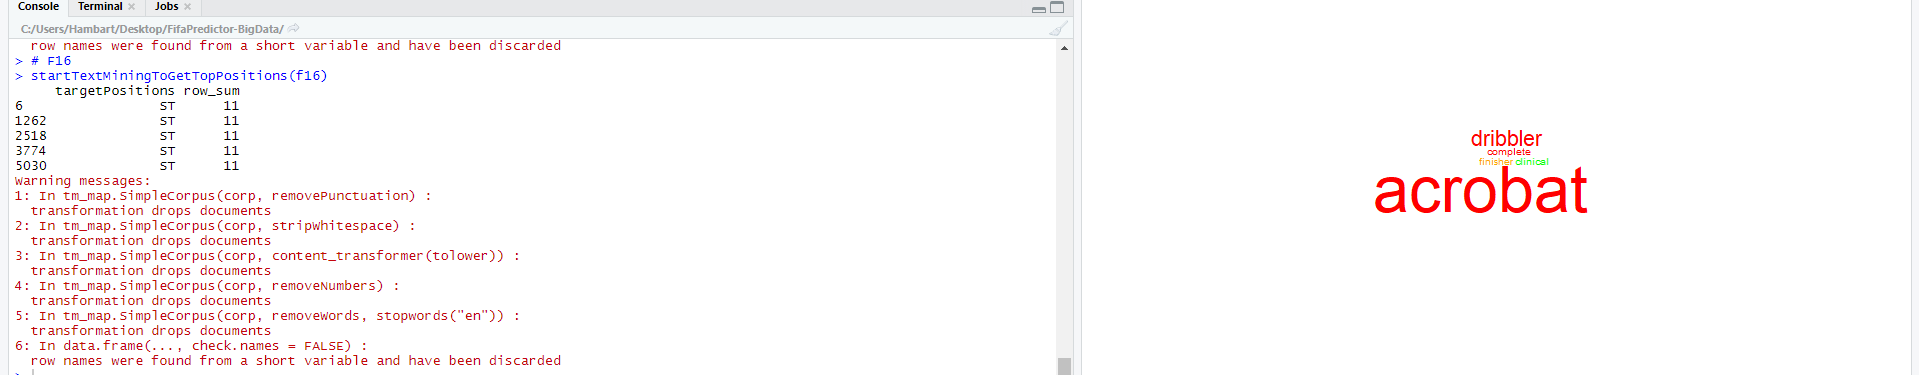 Console Terminal × Jobs ×
C:/Users/Hambart/Desktop/FifaPredictor-BigData/
row names were found from a short variable and have been discarded
> # F16
> startTextMiningToGetTopPositions(f16)
targetPositions row_sum
6 ST 11
1262 ST 11
2518 ST 11
3774 ST 11
5030 ST 11
Warning messages:
1: In tm_map.SimpleCorpus(corp, removePunctuation) :
transformation drops documents
2: In tm_map.SimpleCorpus(corp, stripWhitespace) :
transformation drops documents
3: In tm_map.SimpleCorpus(corp, content_transformer(tolower)) :
transformation drops documents
4: In tm_map.SimpleCorpus(corp, removeNumbers) :
transformation drops documents
5: In tm_map.SimpleCorpus(corp, removeWords, stopwords("en")) :
transformation drops documents
6: In data.frame(..., check.names = FALSE) :
row names were found from a short variable and have been discarded
>
dribbler
complete
finisher clinical
acrobat